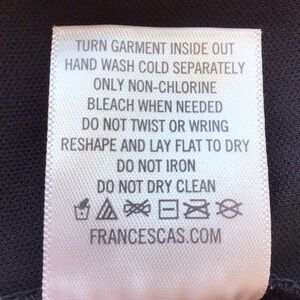 TURN GARMENT INSIDE OUT
HAND WASH COLD SEPARATELY
ONLY NON-CHLORINE
BLEACH WHEN NEEDED
DO NOT TWIST OR WRING
RESHAPE AND LAY FLAT TO DRY
DO NOT IRON
DO NOT DRY CLEAN
FRANCESCAS.COM